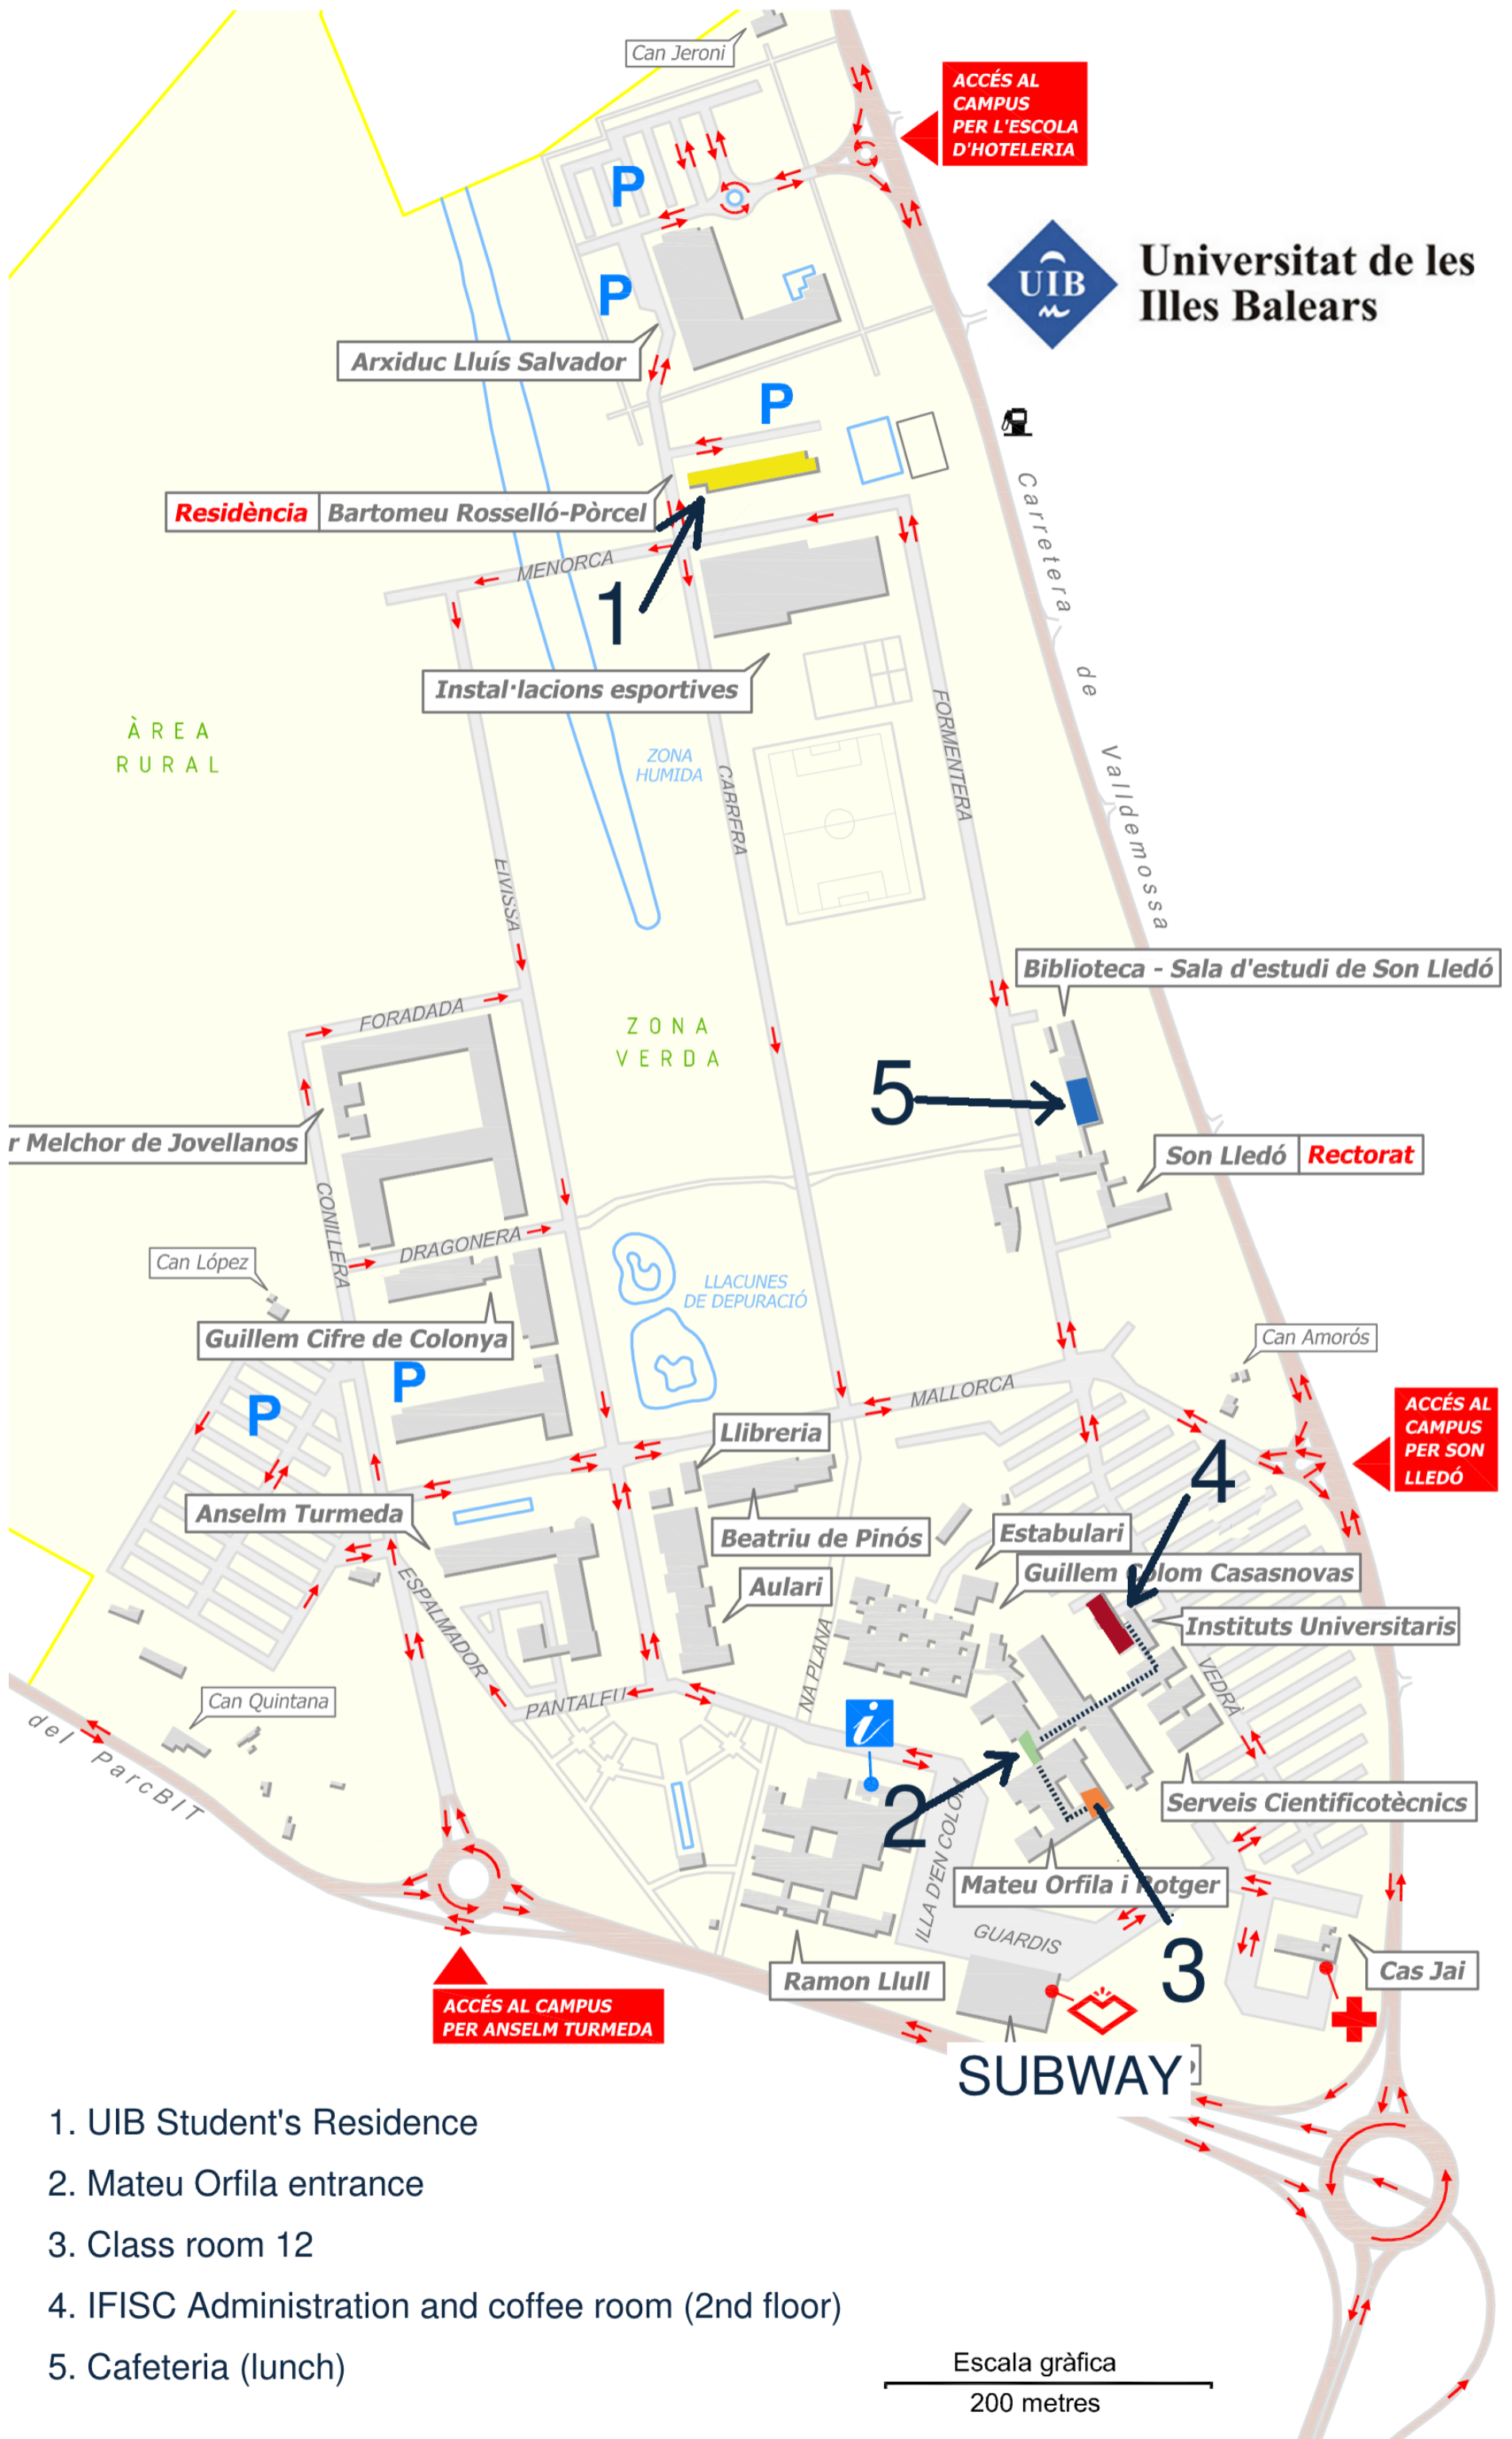 Can Jeroni
ACCÉS AL
CAMPUS
PER L'ESCOLA
D'HOTELERIA
P
UIB
Universitat de les
Illes Balears
P
Arxiduc Lluís Salvador
P
Residència
Bartomeu Rosselló-Pòrcel
MENORCA
1
Carretera de Valldemossa
Instal·lacions esportives
ÀREA
RURAL
ZONA
HUMIDA
CABRERA
FORMENTERA
EIVISSA
Biblioteca - Sala d'estudi de Son Lledó
FORADADA
ZONA
VERDA
5
r Melchor de Jovellanos
Son Lledó
Rectorat
CONILLERA
DRAGONERA
Can López
LLACUNES
DE DEPURACIÓ
Guillem Cifre de Colonya
Can Amorós
P
P
MALLORCA
ACCÉS AL
CAMPUS
PER SON
LLEDÓ
Llibreria
4
Anselm Turmeda
Beatriu de Pinós
Estabulari
Guillem Colom Casasnovas
Aulari
ESPALMADOR
Instituts Universitaris
NA PLANA
VEDRÀ
Can Quintana
PANTALEU
i
del ParcBIT
2
Serveis Cientificotècnics
ILLA D'EN COLOM
Mateu Orfila i Rotger
GUARDIS
3
Ramon Llull
Cas Jai
ACCÉS AL CAMPUS
PER ANSELM TURMEDA
SUBWAY
1. UIB Student's Residence
2. Mateu Orfila entrance
3. Class room 12
4. IFISC Administration and coffee room (2nd floor)
5. Cafeteria (lunch)
Escala gràfica
200 metres